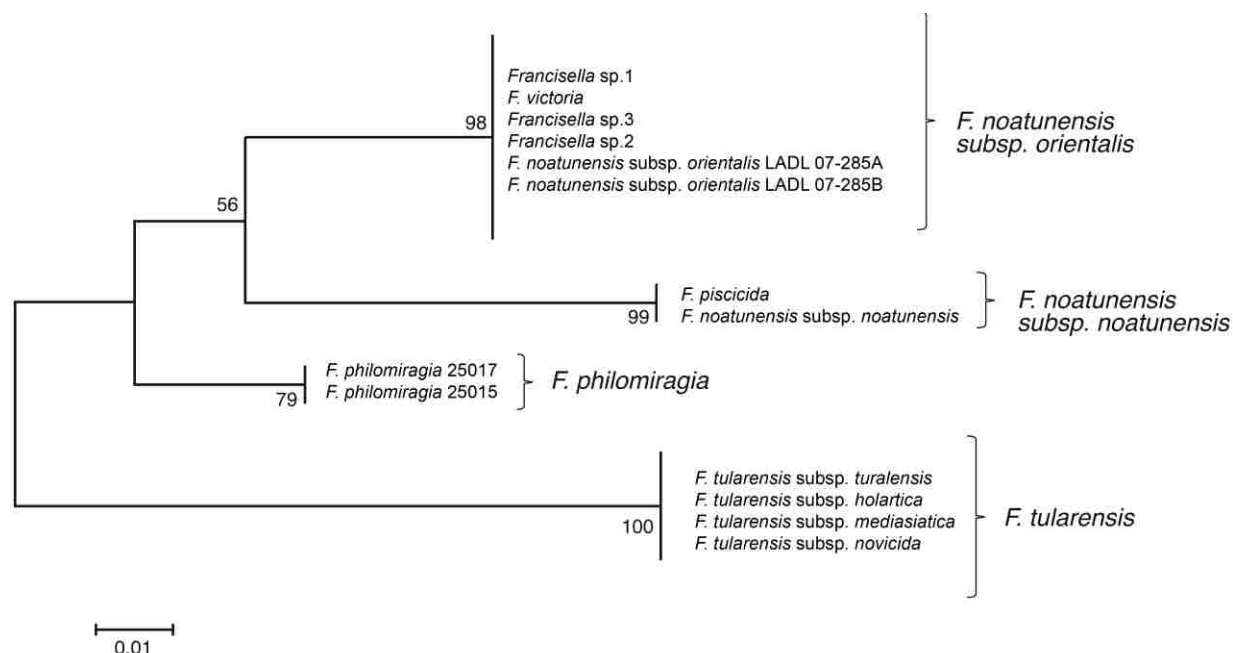 Francisella sp.1
F. victoria
Francisella sp.3
Francisella sp.2
F. noatunensis subsp. orientalis LADL 07-285A
F. noatunensis subsp. orientalis LADL 07-285B
98
F. noatunensis
subsp. orientalis
56
F. piscicida
F. noatunensis subsp. noatunensis
99
F. noatunensis
subsp. noatunensis
F. philomiragia 25017
F. philomiragia 25015
79
F. philomiragia
F. tularensis subsp. turalensis
F. tularensis subsp. holartica
F. tularensis subsp. mediasiatica
F. tularensis subsp. novicida
100
F. tularensis
0.01